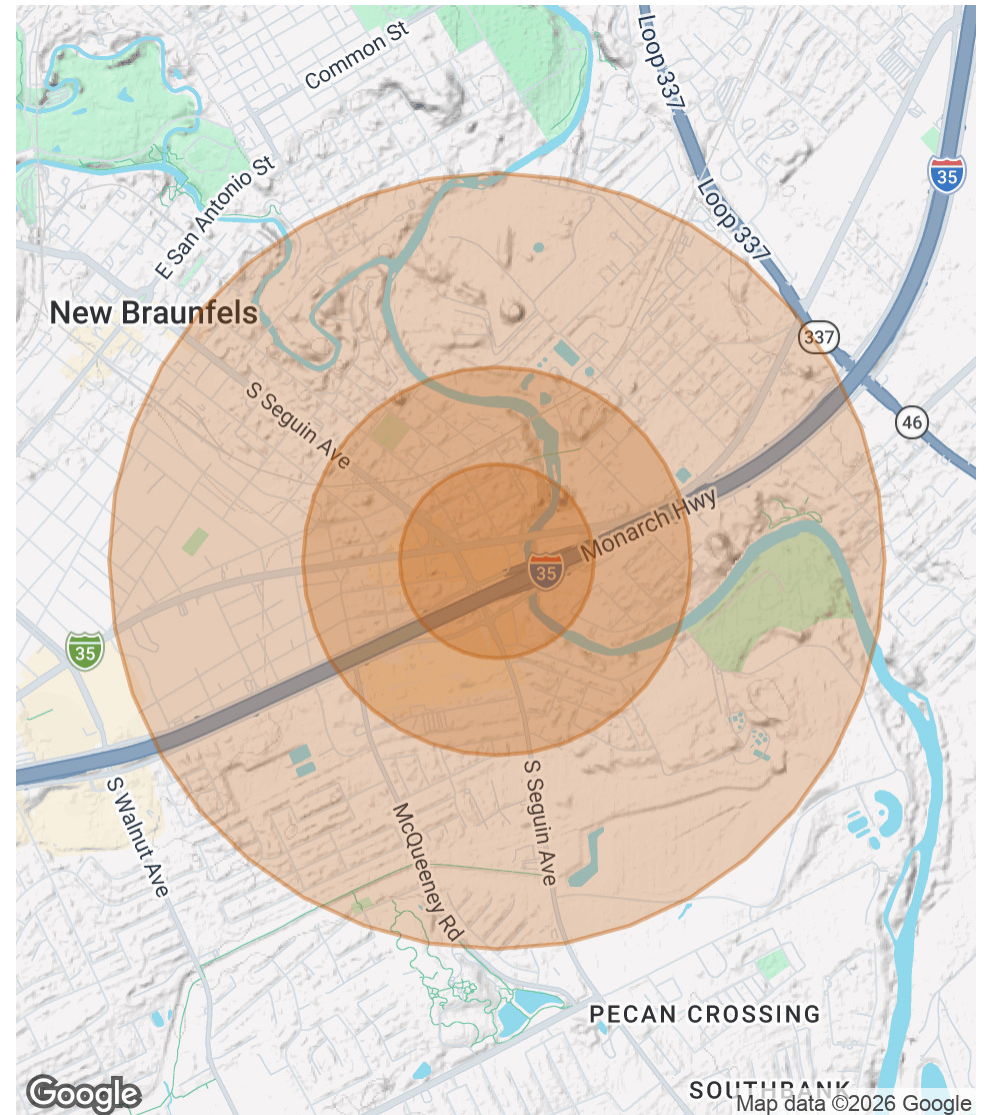 Common St
Loop 337
35
Loop 337
E San Antonio St
New Braunfels
337
S Seguin Ave
46
Monarch Hwy
35
35
S Walnut Ave
McQueeney Rd
S Seguin Ave
PECAN CROSSING
SOUTHBANK
Google
Map data ©2026 Google